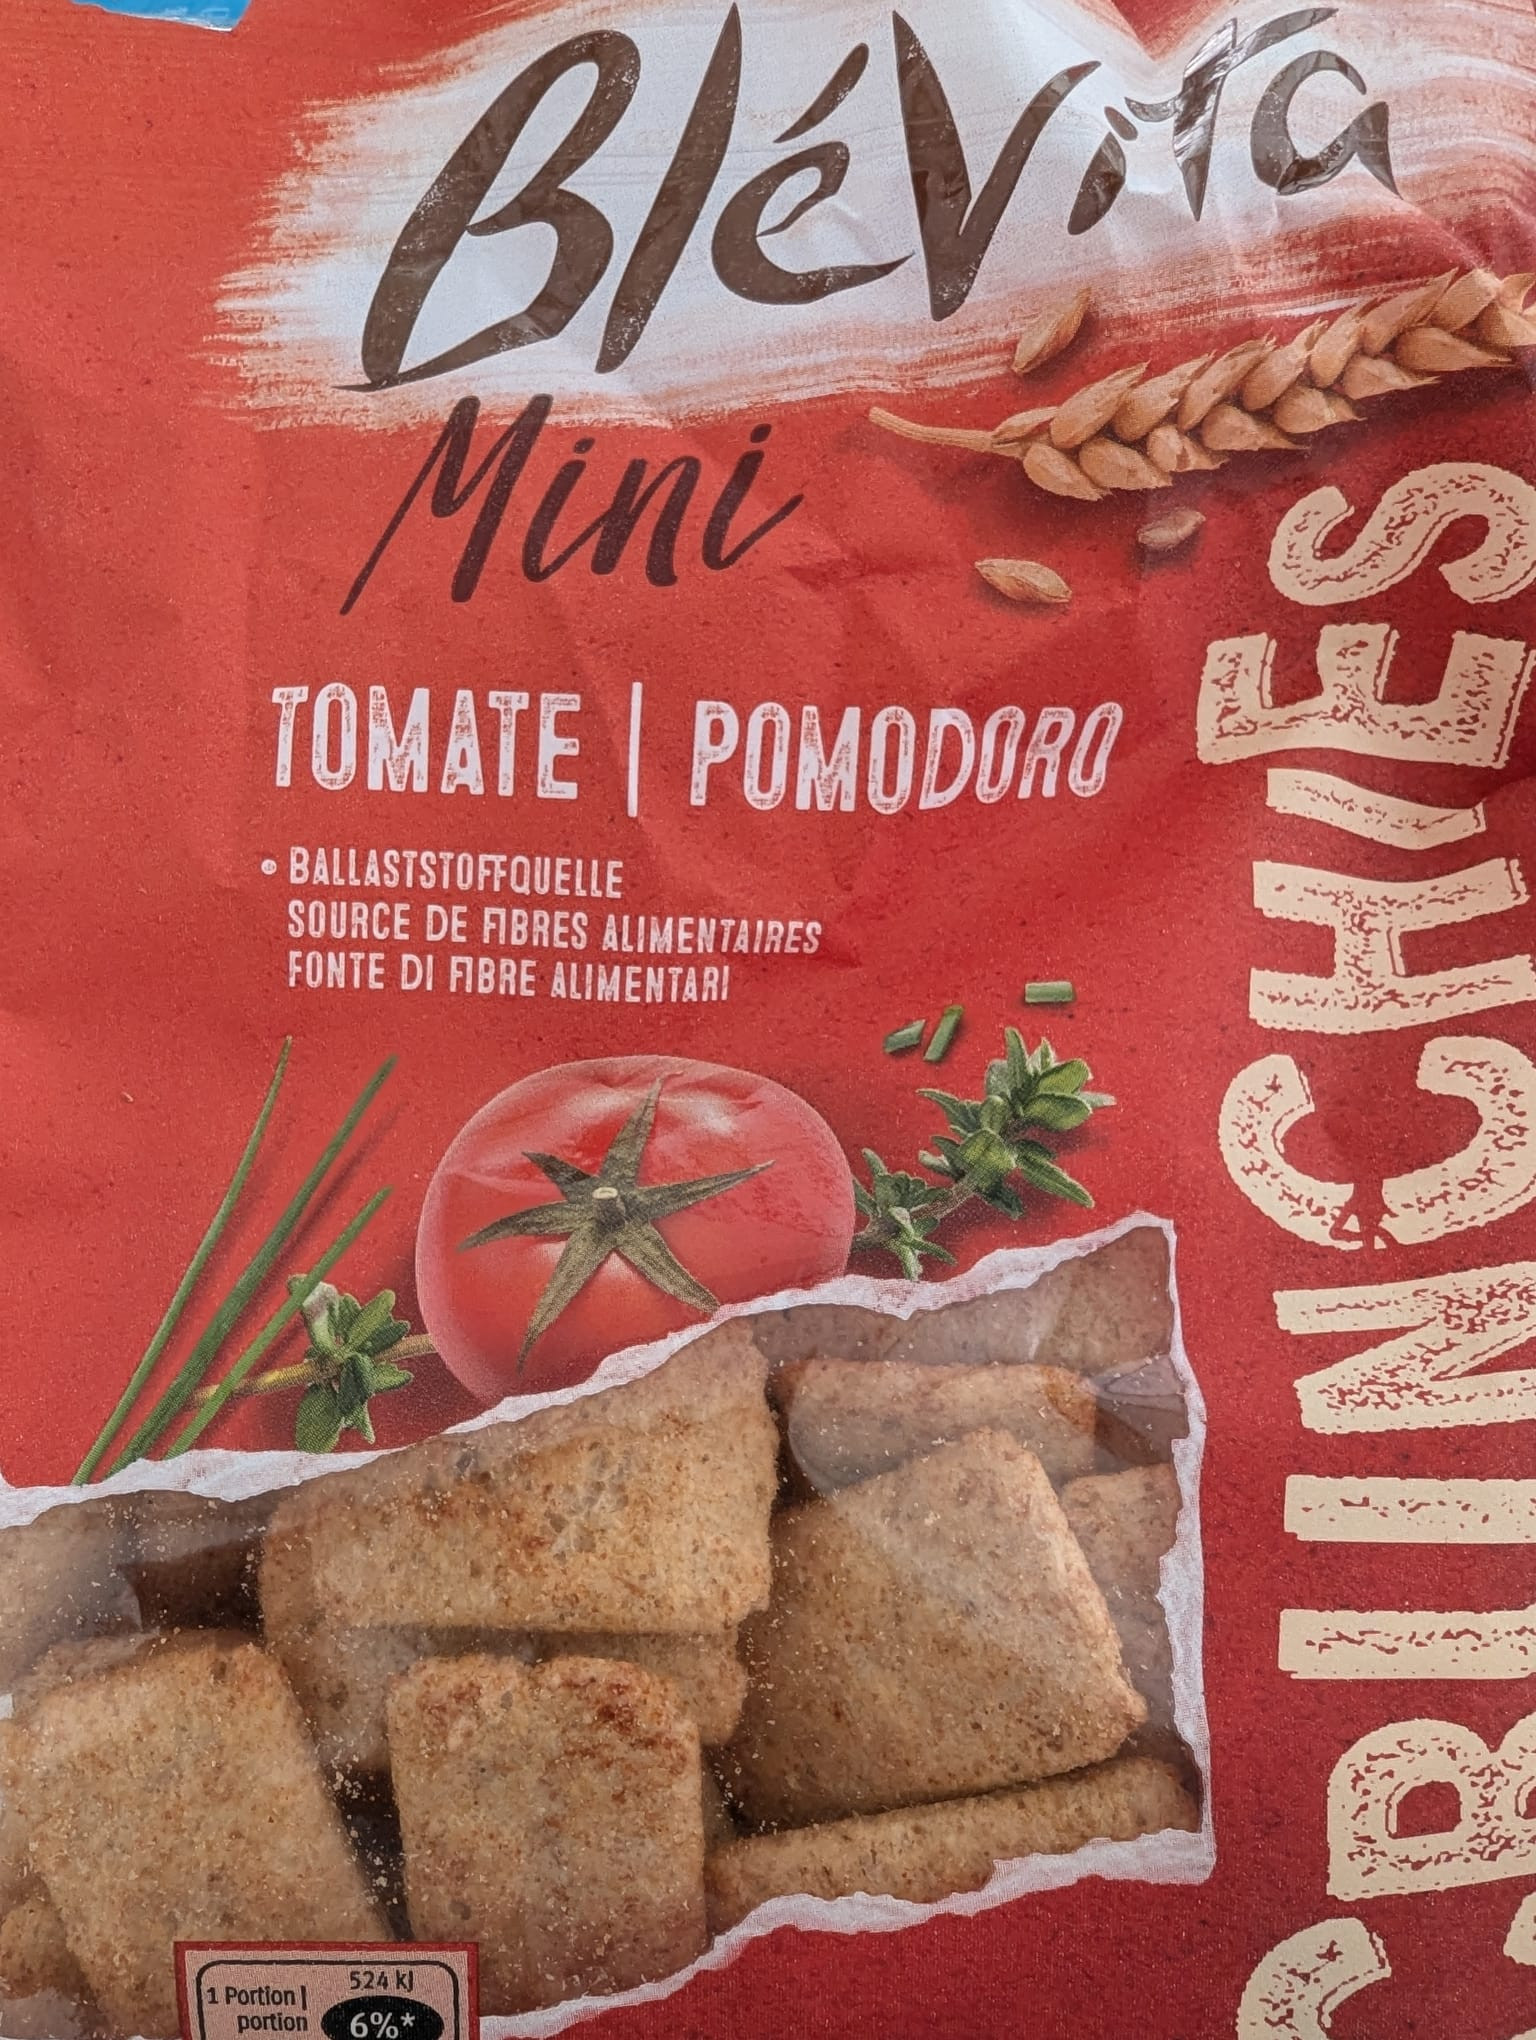 BléVita
Mini
TOMATE | POMODORO
• BALLASTSTOFFQUELLE
SOURCE DE FIBRES ALIMENTAIRES
FONTE DI FIBRE ALIMENTARI
CRUNCHIES
1 Portion |
portion
524 kJ
6%*